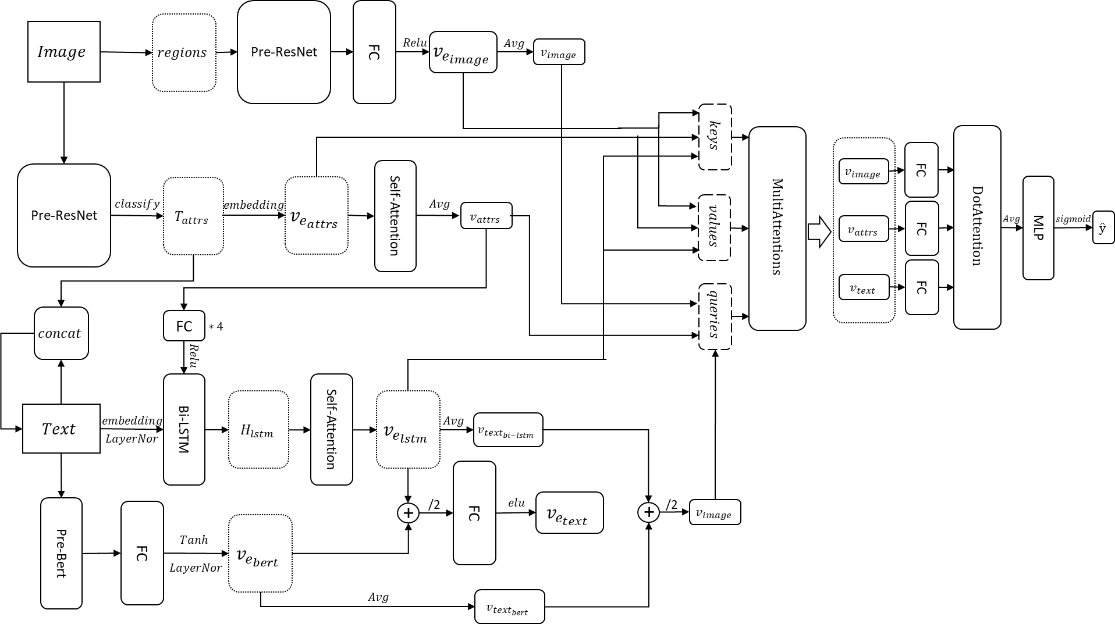 Image
regions
Pre-ResNet
FC
Relu
v_{e_{image}}
Avg
v_{image}
keys
Pre-ResNet
classify
T_{attrs}
embedding
v_{e_{attrs}}
Self-Attention
Avg
v_{attrs}
values
MultiAttentions
v_{image}
FC
v_{attrs}
FC
v_{text}
FC
DotAttention
Avg
MLP
sigmoid
ŷ
queries
concat
FC
* 4
Relu
Text
embedding
LayerNor
Bi-LSTM
H_{lstm}
Self-Attention
v_{e_{lstm}}
Avg
v_{text_{bi-lstm}}
+
/2
FC
elu
v_{e_{text}}
+
/2
v_{image}
Pre-Bert
FC
Tanh
LayerNor
v_{e_{bert}}
Avg
v_{text_{bert}}